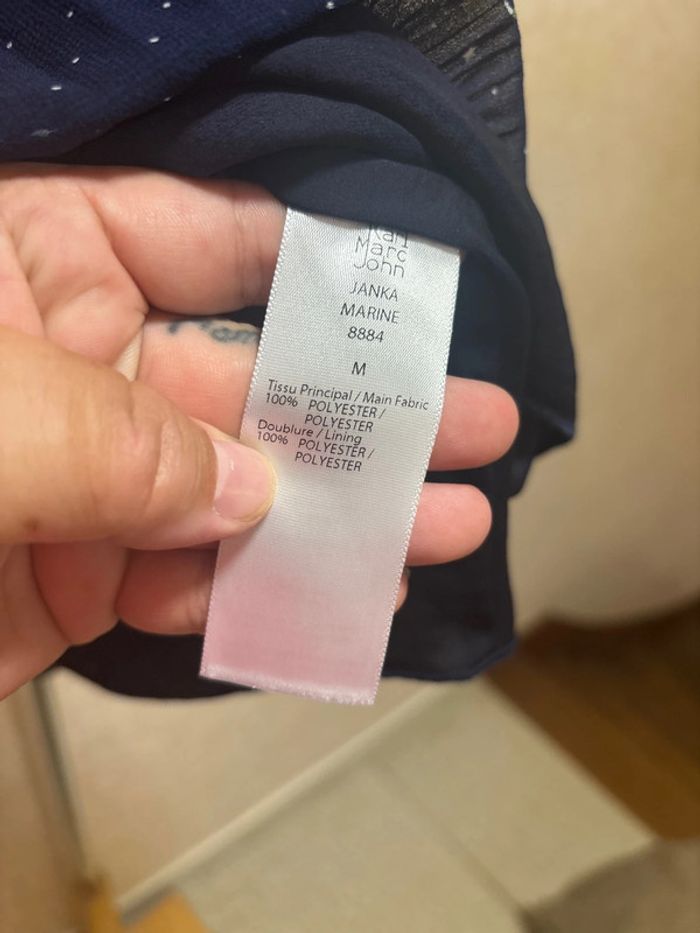 Karl
Marc
John
JANKA
MARINE
8884
M
Tissu Principal / Main Fabric
100% POLYESTER /
POLYESTER
Doublure / Lining
100% POLYESTER /
POLYESTER